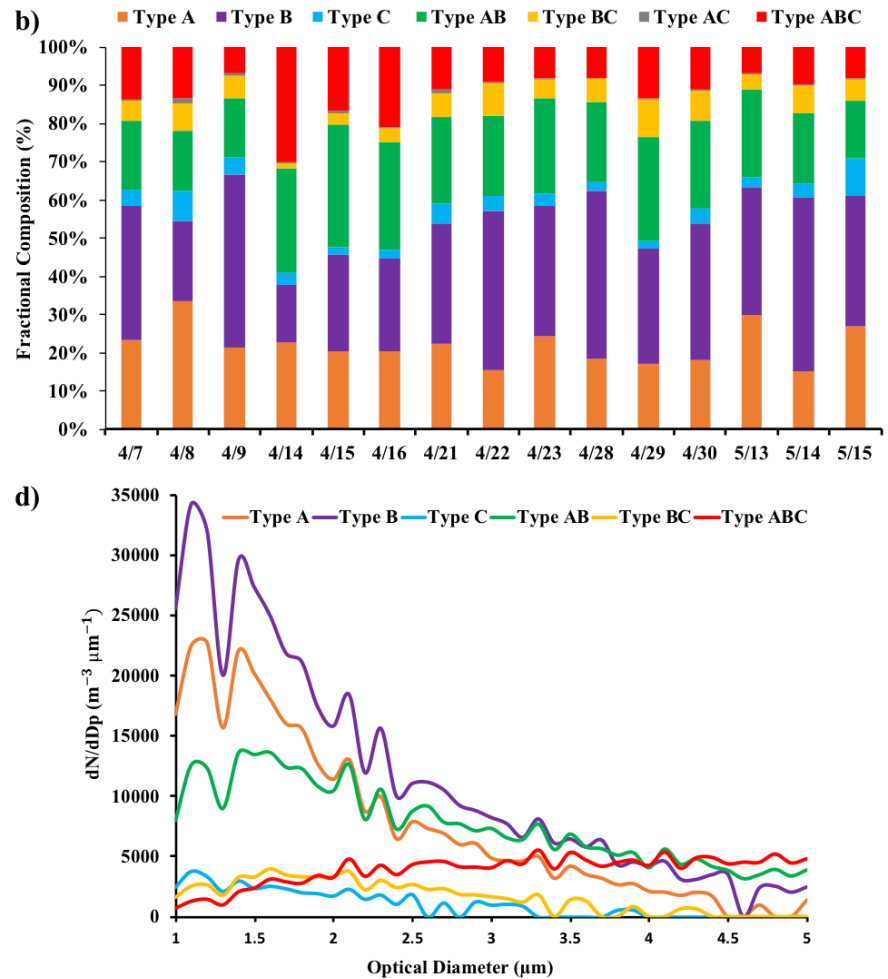 b)
Type A Type B Type C Type AB Type BC Type AC Type ABC
100%
90%
80%
70%
60%
50%
40%
30%
20%
10%
0%
Fractional Composition (%)
4/7 4/8 4/9 4/14 4/15 4/16 4/21 4/22 4/23 4/28 4/29 4/30 5/13 5/14 5/15
d)
Type A Type B Type C Type AB Type BC Type ABC
35000
30000
25000
20000
15000
10000
5000
0
dN/dDp (m⁻³ μm⁻¹)
1 1.5 2 2.5 3 3.5 4 4.5 5
Optical Diameter (μm)